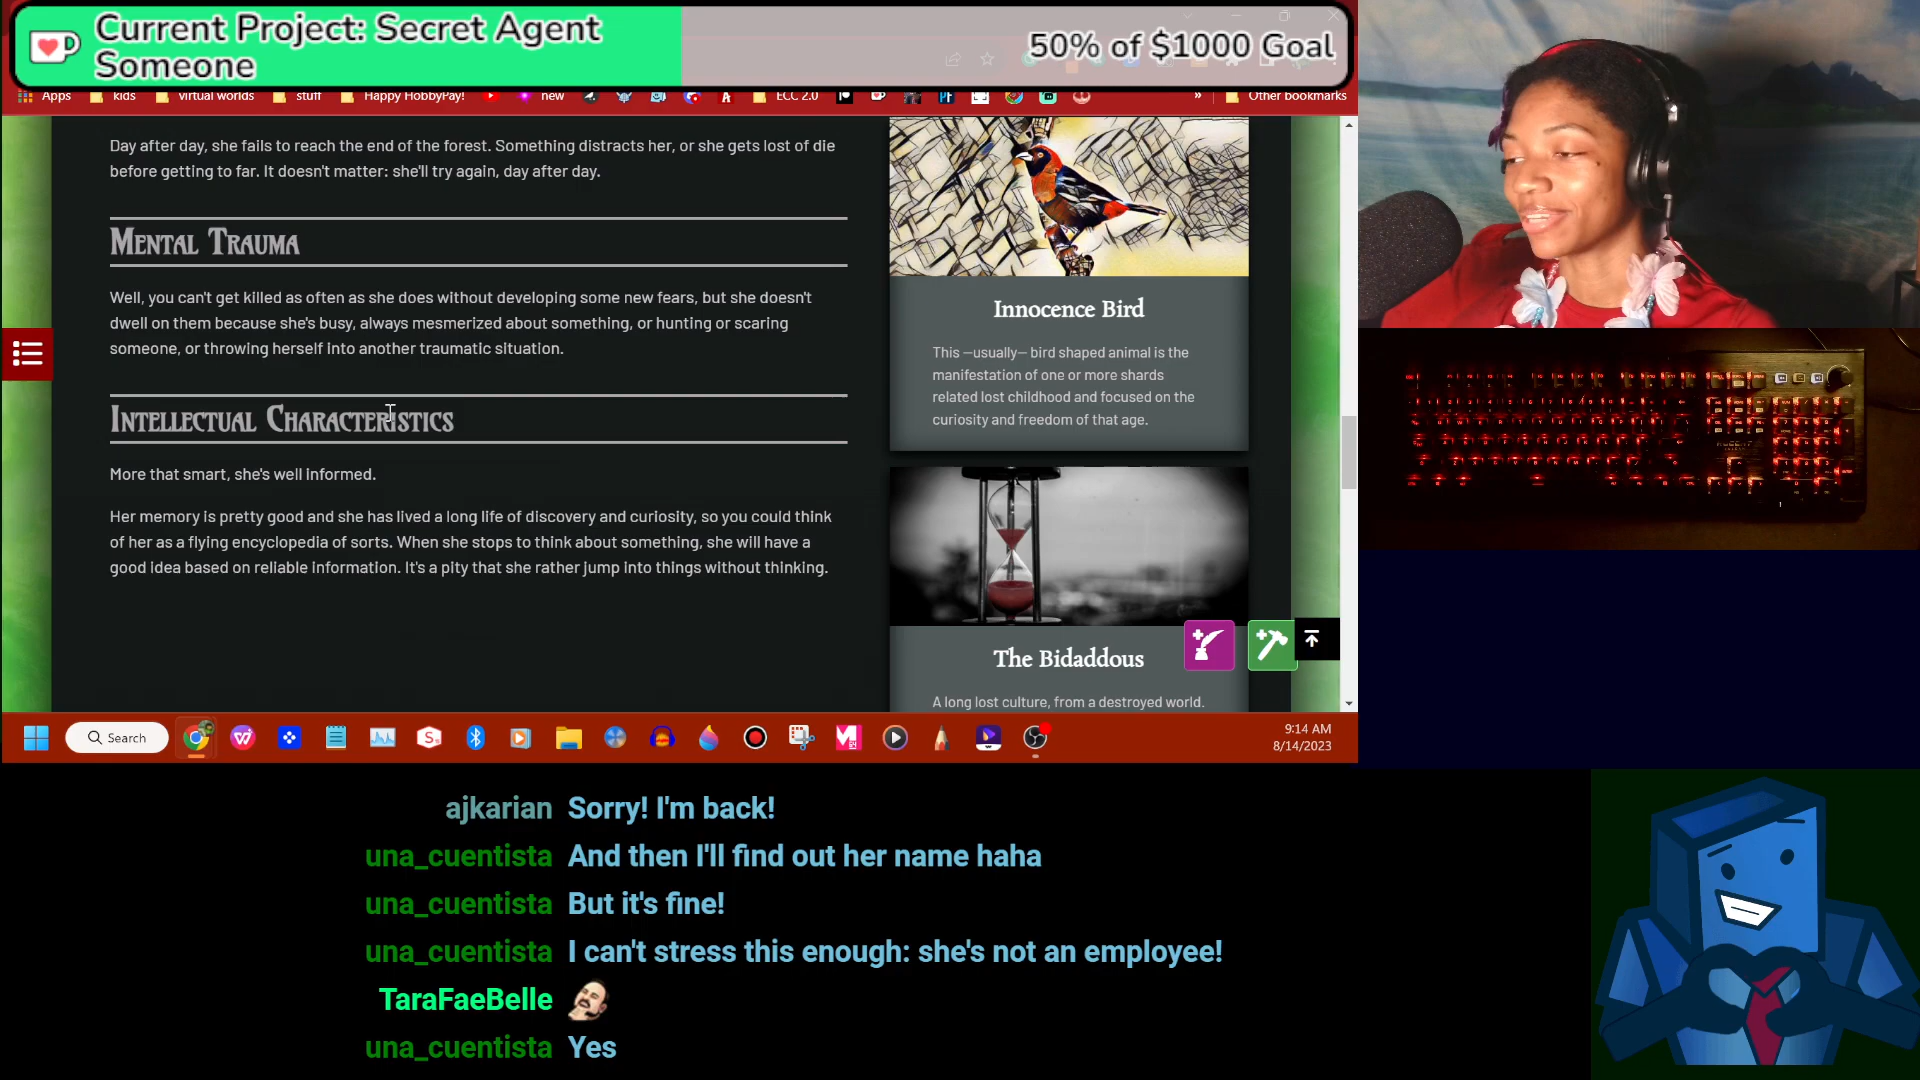 Current Project: Secret Agent
Someone
50% of $1000 Goal
Apps
kids
virtual worlds
stuff
Happy HobbyPay!
new
ECC 2.0
»
Other bookmarks
Day after day, she fails to reach the end of the forest. Something distracts her, or she gets lost of die
before getting to far. It doesn't matter: she'll try again, day after day.
Mental Trauma
Well, you can't get killed as often as she does without developing some new fears, but she doesn't
dwell on them because she's busy, always mesmerized about something, or hunting or scaring
someone, or throwing herself into another traumatic situation.
Intellectual Characteristics
More that smart, she's well informed.
Her memory is pretty good and she has lived a long life of discovery and curiosity, so you could think
of her as a flying encyclopedia of sorts. When she stops to think about something, she will have a
good idea based on reliable information. It's a pity that she rather jump into things without thinking.
Innocence Bird
This —usually— bird shaped animal is the
manifestation of one or more shards
related lost childhood and focused on the
curiosity and freedom of that age.
The Bidaddous
A long lost culture, from a destroyed world.
Search
9:14 AM
8/14/2023
ajkarian Sorry! I'm back!
una_cuentista And then I'll find out her name haha
una_cuentista But it's fine!
una_cuentista I can't stress this enough: she's not an employee!
TaraFaeBelle
una_cuentista Yes